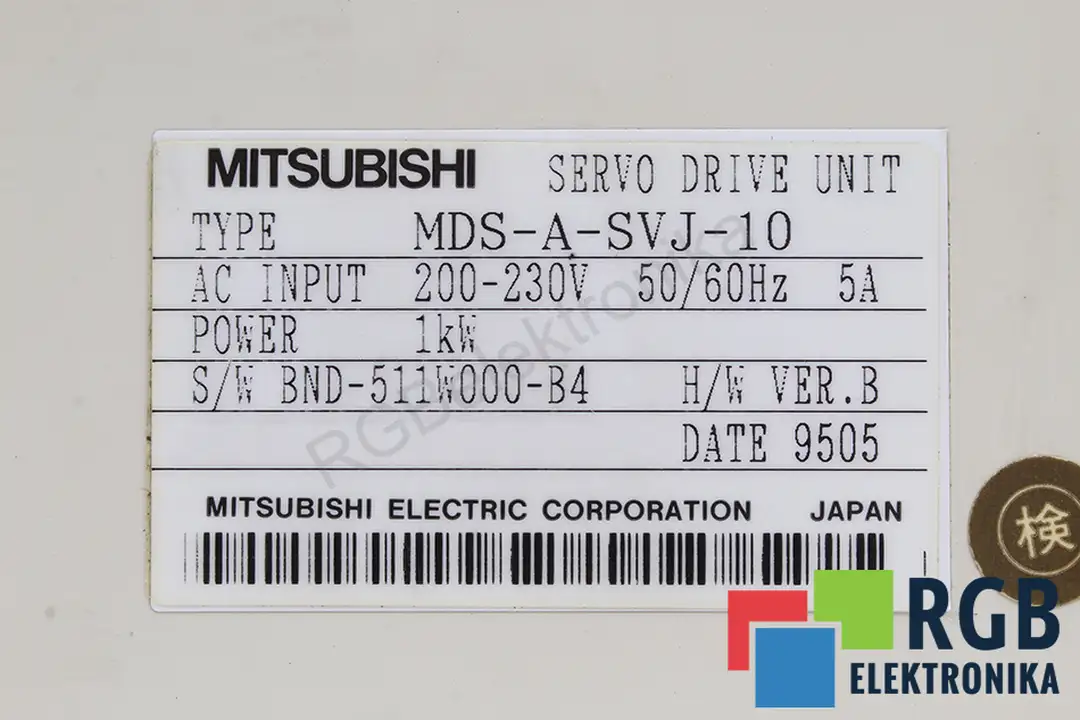 MITSUBISHI SERVO DRIVE UNIT
TYPE MDS-A-SVJ-10
AC INPUT 200-230V 50/60Hz 5A
POWER 1kW
S/W BND-511W000-B4 H/W VER.B
DATE 9505
MITSUBISHI ELECTRIC CORPORATION JAPAN
検
RGB
ELEKTRONIKA
RGBelektronika